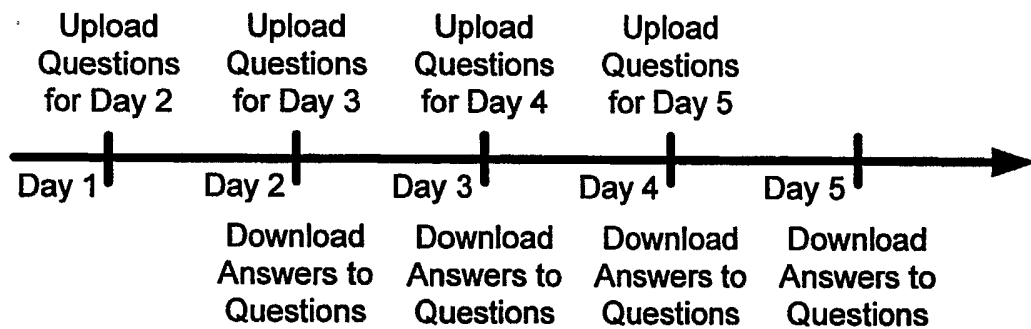 Upload
Questions
for Day 2
Upload
Questions
for Day 3
Upload
Questions
for Day 4
Upload
Questions
for Day 5
Day 1
Day 2
Day 3
Day 4
Day 5
Download
Answers to
Questions
Download
Answers to
Questions
Download
Answers to
Questions
Download
Answers to
Questions